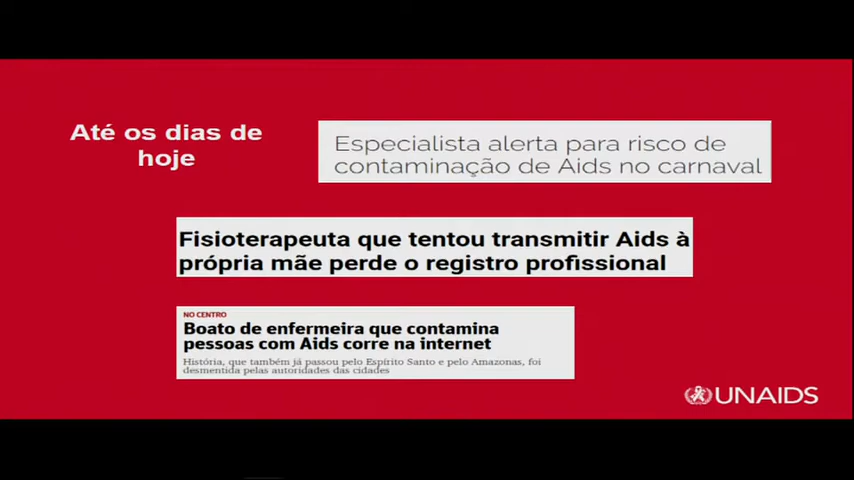 Até os dias de
hoje
Especialista alerta para risco de
contaminação de Aids no carnaval
Fisioterapeuta que tentou transmitir Aids à
própria mãe perde o registro profissional
NO CENTRO
Boato de enfermeira que contamina
pessoas com Aids corre na internet
História, que também já passou pelo Espírito Santo e pelo Amazonas, foi
desmentida pelas autoridades das cidades
UNAIDS